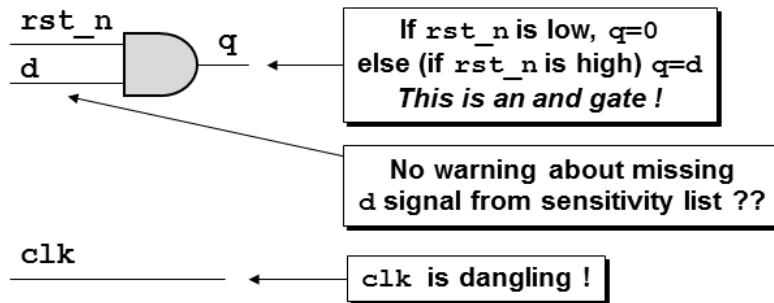 rst_n
d
q
If rst_n is low, q=0
else (if rst_n is high) q=d
This is an and gate !
No warning about missing
d signal from sensitivity list ??
clk
clk is dangling !